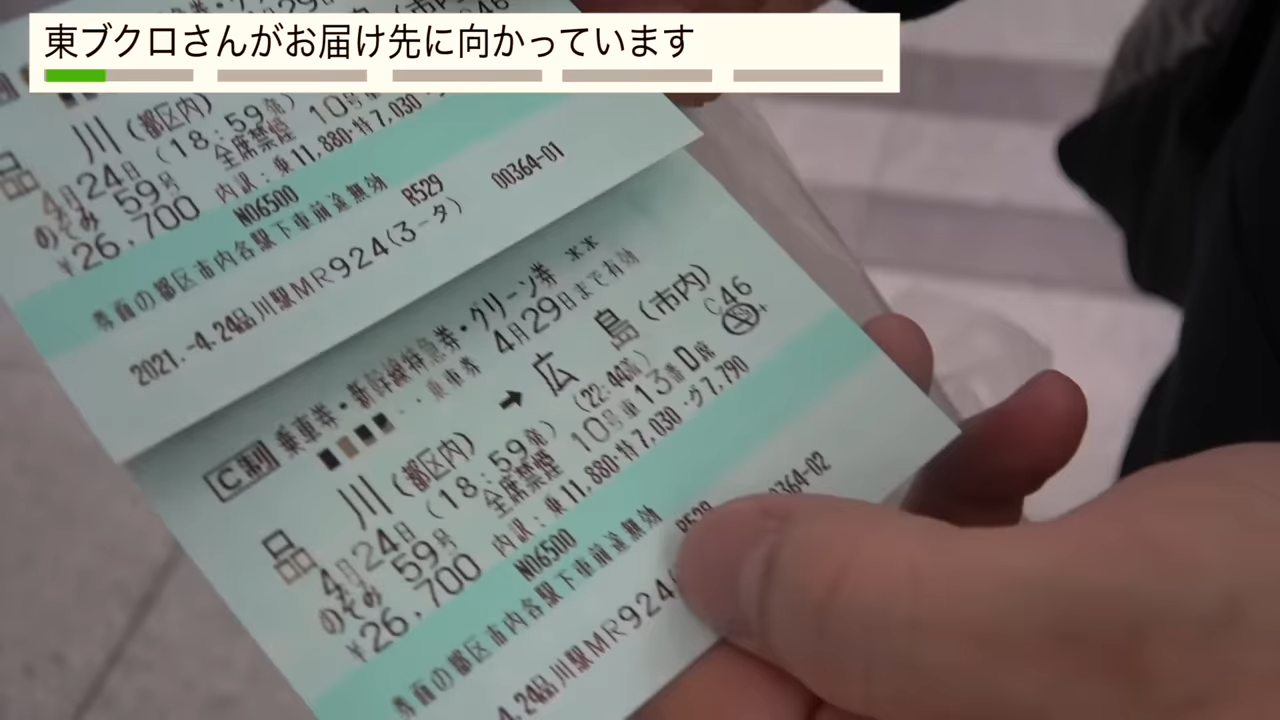 東ブクロさんがお届け先に向かっています
川(都区内)
4月24日(18:59発)
全席禁煙 10号
のぞみ 59号
¥26,700
内訳:乗11,880・特7,030・
N06500
券面の都区市内各駅下車前途無効 R529
2021.-4.24品川駅MR924(3-タ) 00364-01
C制 乗車券・新幹線特急券・グリーン券
乗車券 4月29日まで有効
品川(都区内) ➡ 広島(市内)
4月24日(18:59発)(22:44着) C46
のぞみ 59号 全席禁煙 10号車13番D席
¥26,700 内訳:乗11,880・特7,030・グ7,790
N06500
券面の都区市内各駅下車前途無効 R529
4.24品川駅MR924 0364-02